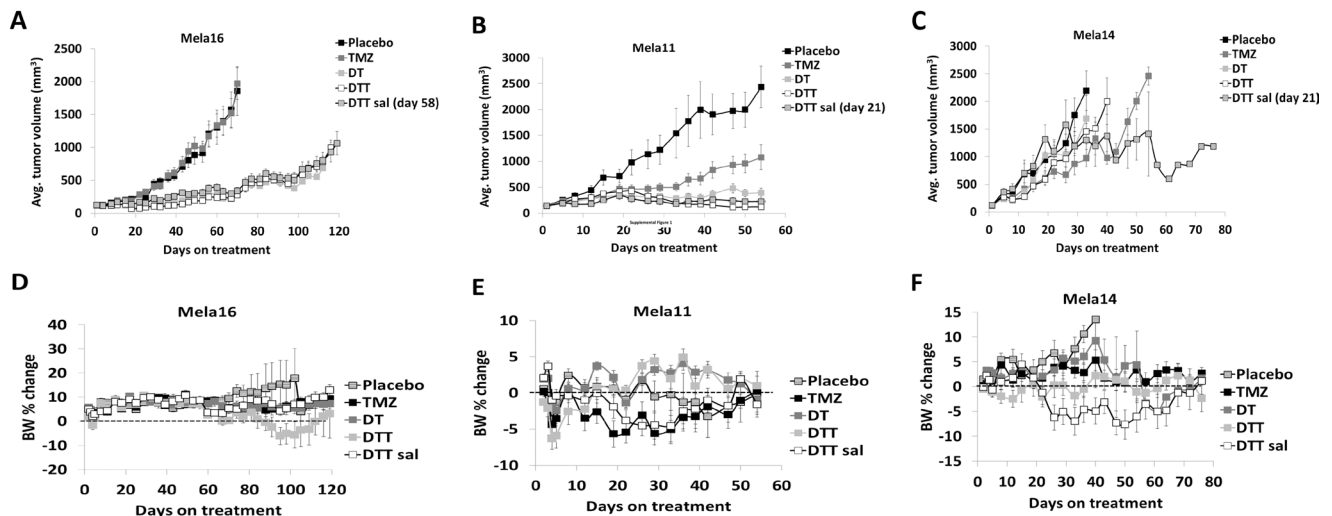 A
Mela16
Avg. tumor volume (mm³)
2500
2000
1500
1000
500
0
0 20 40 60 80 100 120
Days on treatment
Placebo
TMZ
DT
DTT
DTT sal (day 58)
B
Mela11
Avg. tumor volume (mm³)
3000
2500
2000
1500
1000
500
0
Supplemental Figure 1
0 10 20 30 40 50 60
Days on treatment
Placebo
TMZ
DT
DTT
DTT sal (day 21)
C
Mela14
Avg. tumor volume (mm³)
3000
2500
2000
1500
1000
500
0
0 10 20 30 40 50 60 70 80
Days on treatment
Placebo
TMZ
DT
DTT
DTT sal (day 21)
D
Mela16
BW % change
40
30
20
10
0
-10
-20
0 20 40 60 80 100 120
Days on treatment
Placebo
TMZ
DT
DTT
DTT sal
E
Mela11
BW % change
10
5
0
-5
-10
0 10 20 30 40 50 60
Days on treatment
Placebo
TMZ
DT
DTT
DTT sal
F
Mela14
BW % change
15
10
5
0
-5
-10
-15
0 10 20 30 40 50 60 70 80
Days on treatment
Placebo
TMZ
DT
DTT
DTT sal